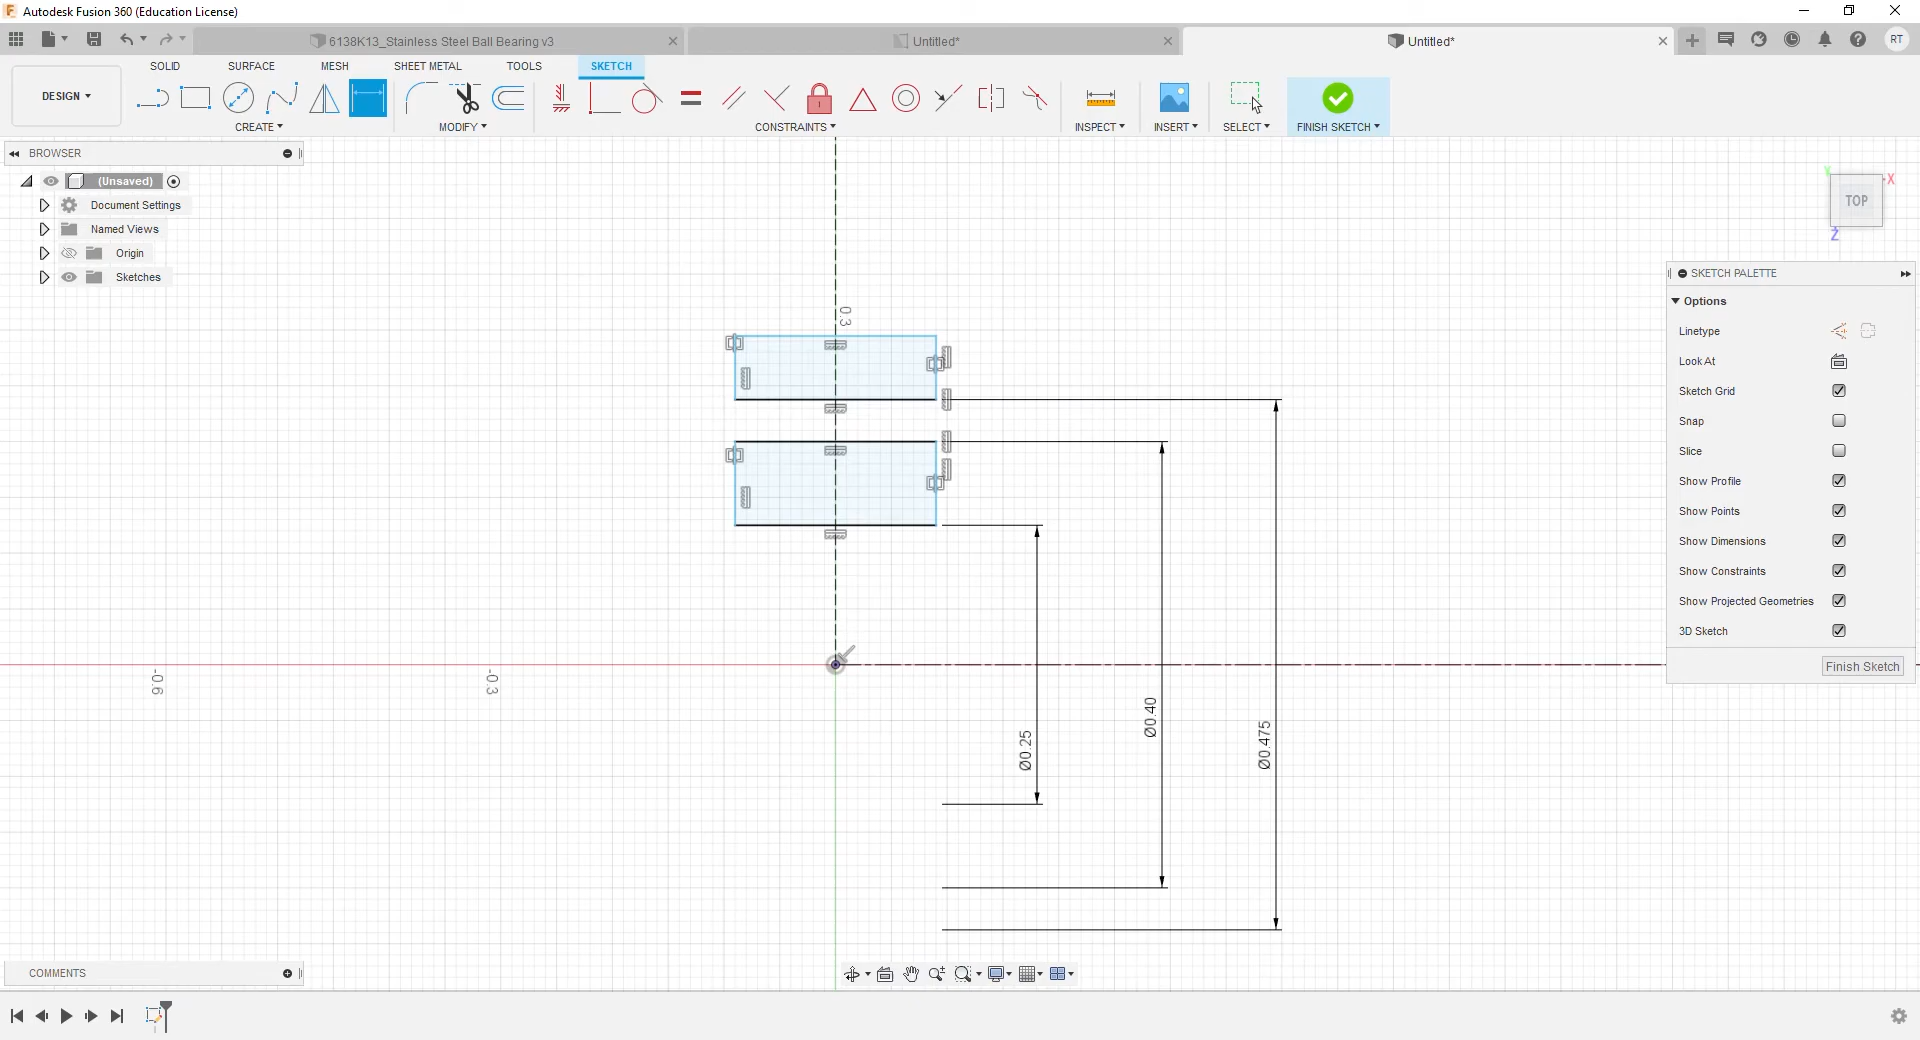 Autodesk Fusion 360 (Education License)
6138K13_Stainless Steel Ball Bearing v3
Untitled*
Untitled*
RT
DESIGN
SOLID
SURFACE
MESH
SHEET METAL
TOOLS
SKETCH
CREATE
MODIFY
CONSTRAINTS
INSPECT
INSERT
SELECT
FINISH SKETCH
BROWSER
(Unsaved)
Document Settings
Named Views
Origin
Sketches
TOP
Y
X
Z
SKETCH PALETTE
Options
Linetype
Look At
Sketch Grid
Snap
Slice
Show Profile
Show Points
Show Dimensions
Show Constraints
Show Projected Geometries
3D Sketch
Finish Sketch
0.3
-0.6
-0.3
Ø0.25
Ø0.40
Ø0.475
COMMENTS